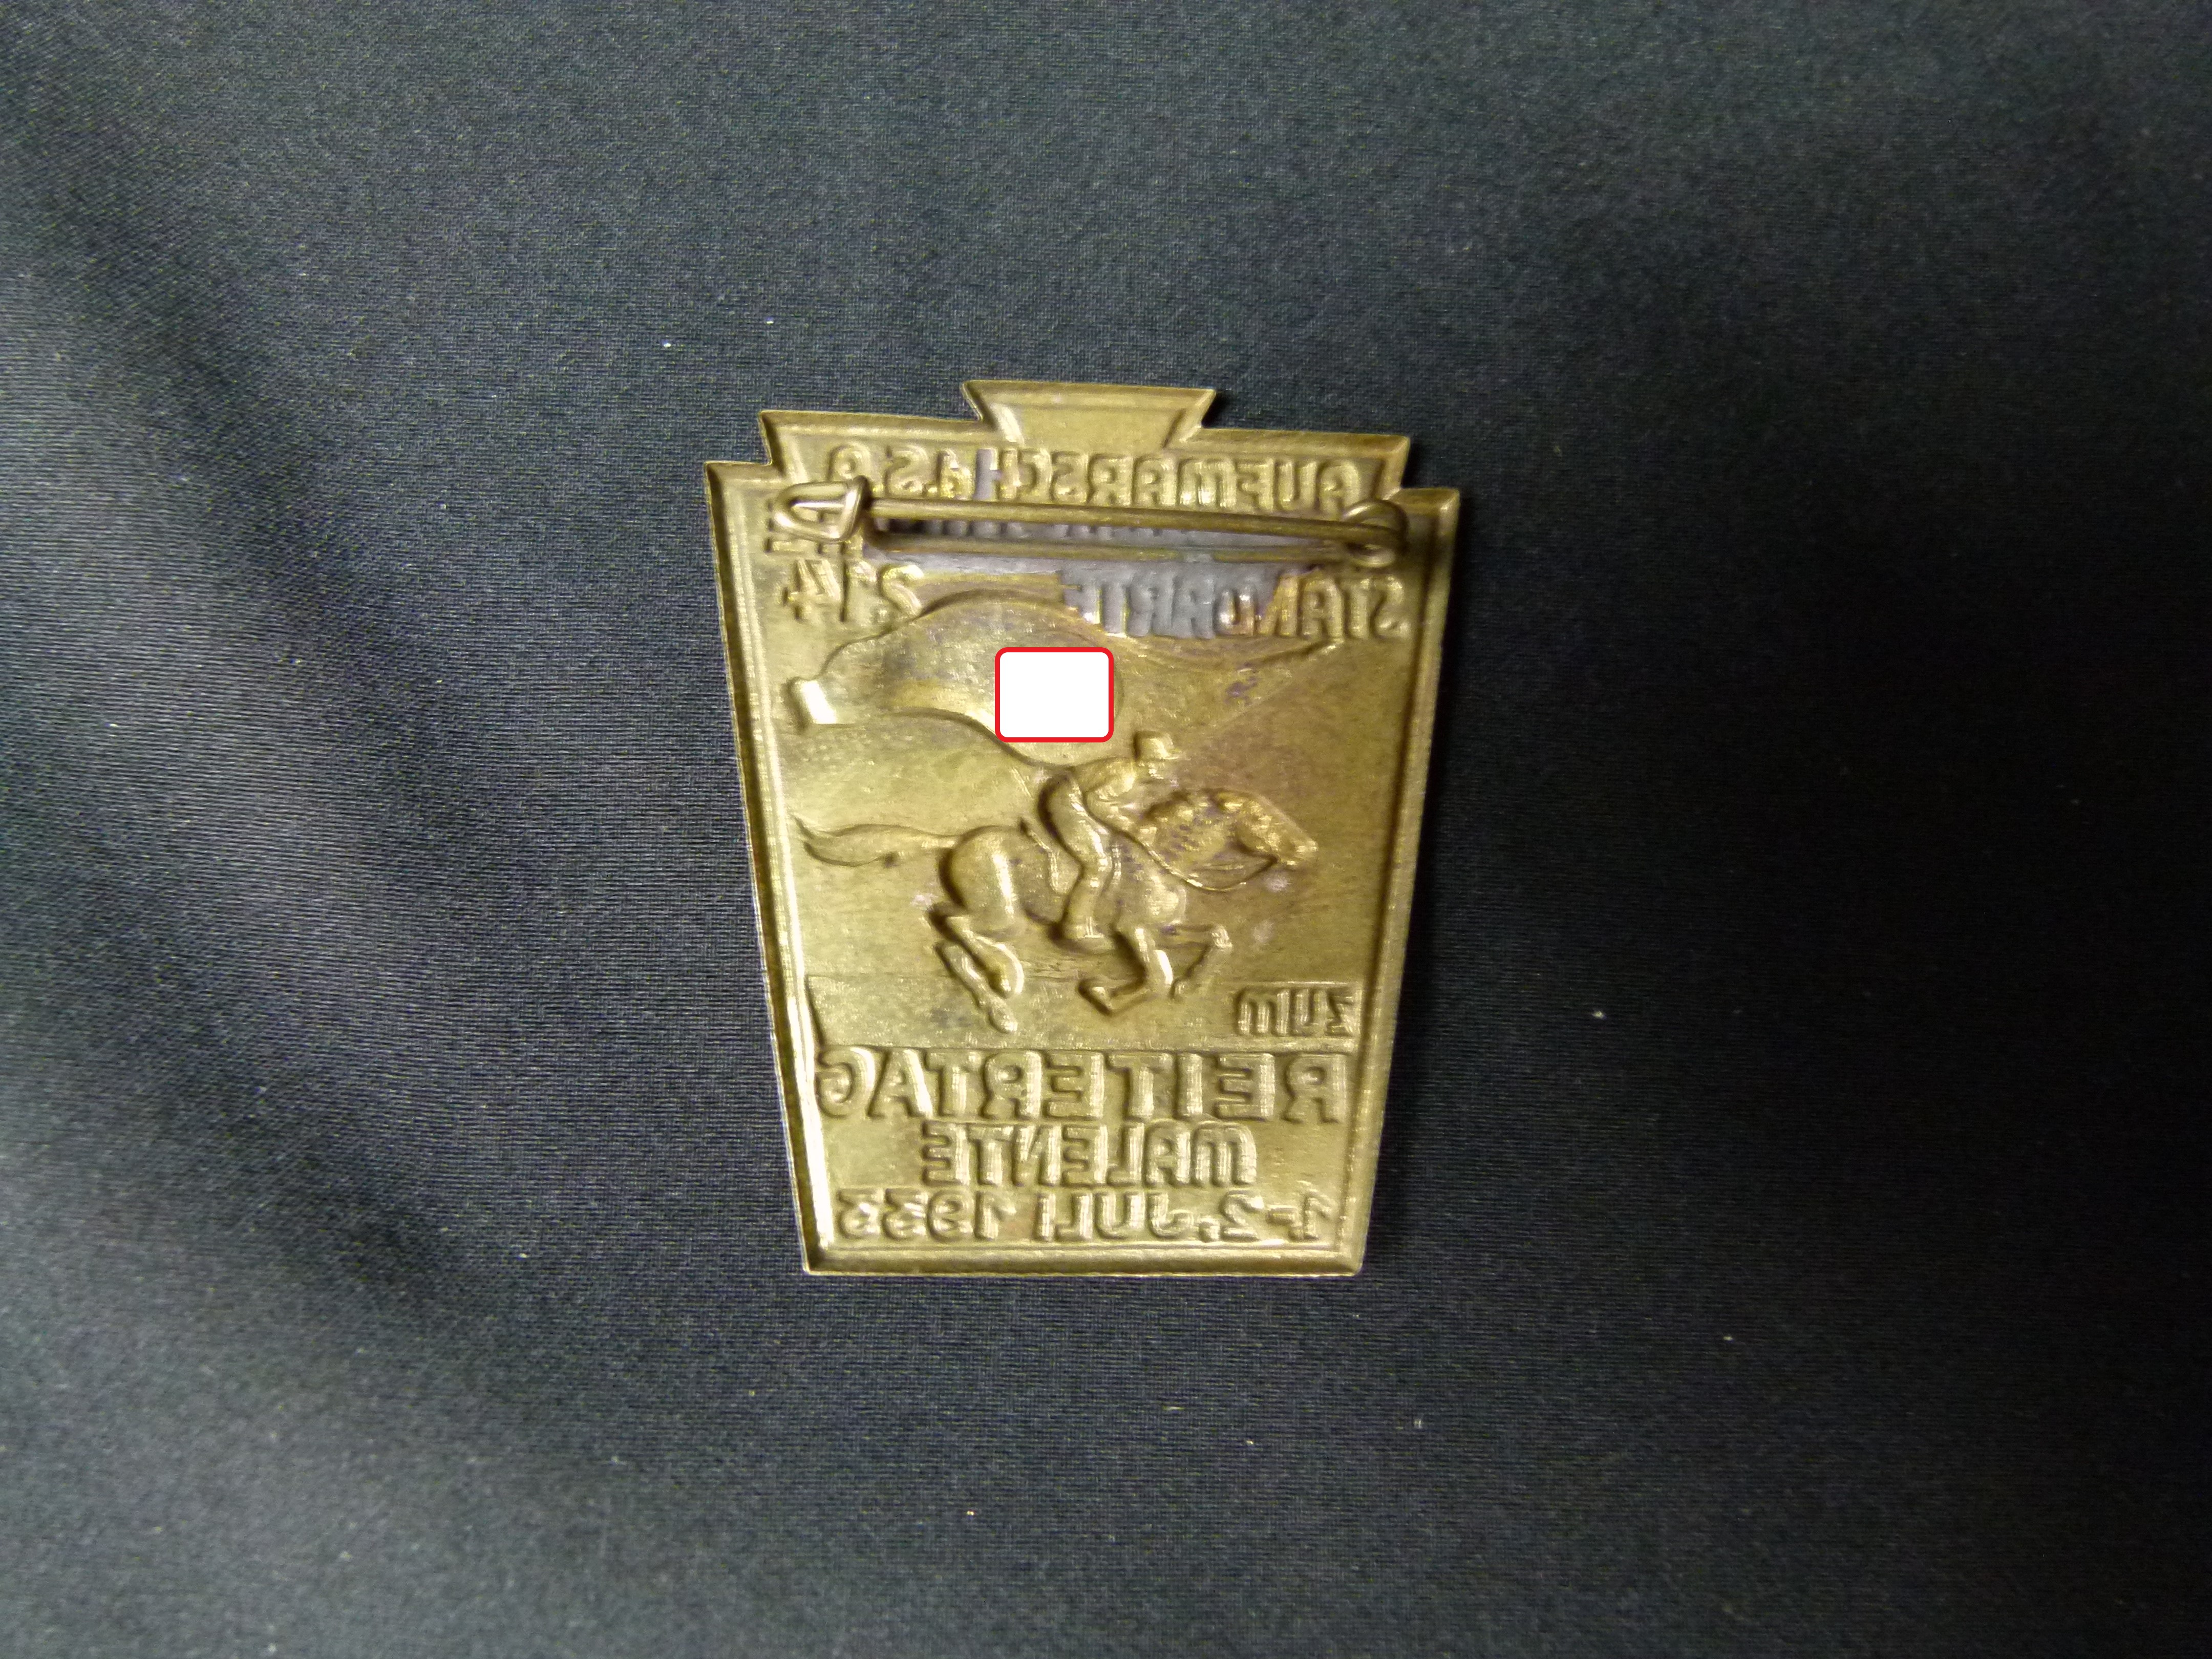 AUFMARSCH d.S.A.
STANDARTE 214
ZUM
REITERTAG
MALENTE
1-2. JULI 1933